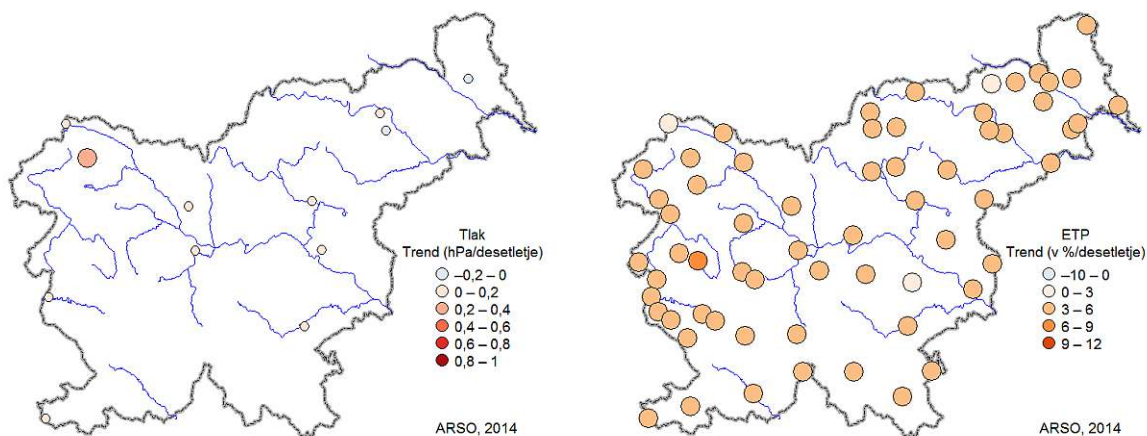 Tlak
Trend (hPa/desetletje)
–0,2 – 0
0 – 0,2
0,2 – 0,4
0,4 – 0,6
0,6 – 0,8
0,8 – 1
ARSO, 2014
ETP
Trend (v %/desetletje)
–10 – 0
0 – 3
3 – 6
6 – 9
9 – 12
ARSO, 2014